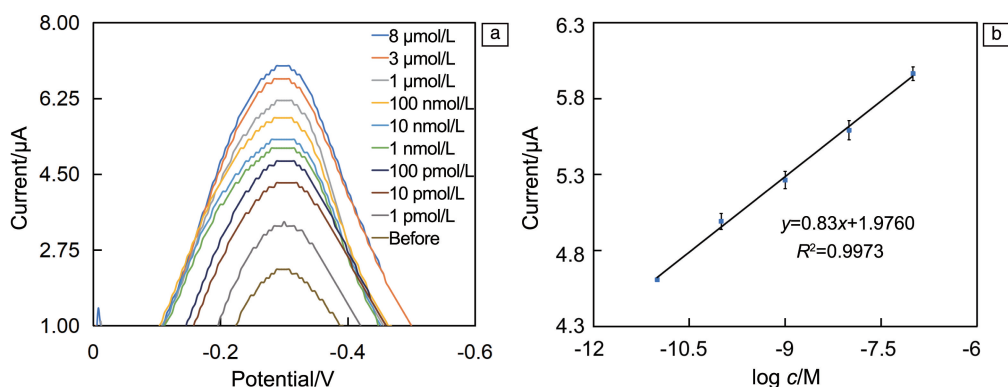 8.00
6.25
4.50
2.75
1.00
Current/μA
0
-0.2
-0.4
-0.6
Potential/V
a
8 μmol/L
3 μmol/L
1 μmol/L
100 nmol/L
10 nmol/L
1 nmol/L
100 pmol/L
10 pmol/L
1 pmol/L
Before
6.3
5.8
5.3
4.8
4.3
Current/μA
-12
-10.5
-9
-7.5
-6
log c/M
b
y=0.83x+1.9760
R²=0.9973